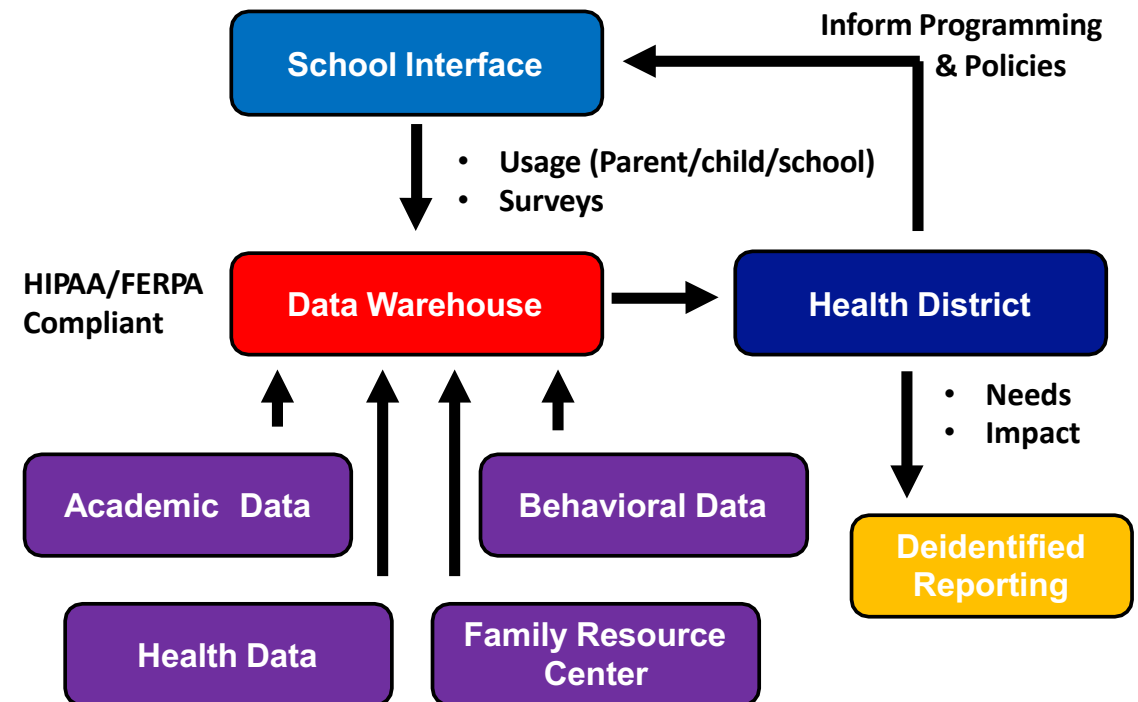 Inform Programming
& Policies
School Interface
• Usage (Parent/child/school)
• Surveys
HIPAA/FERPA
Compliant
Data Warehouse
Health District
• Needs
• Impact
Academic Data
Behavioral Data
Deidentified
Reporting
Health Data
Family Resource
Center